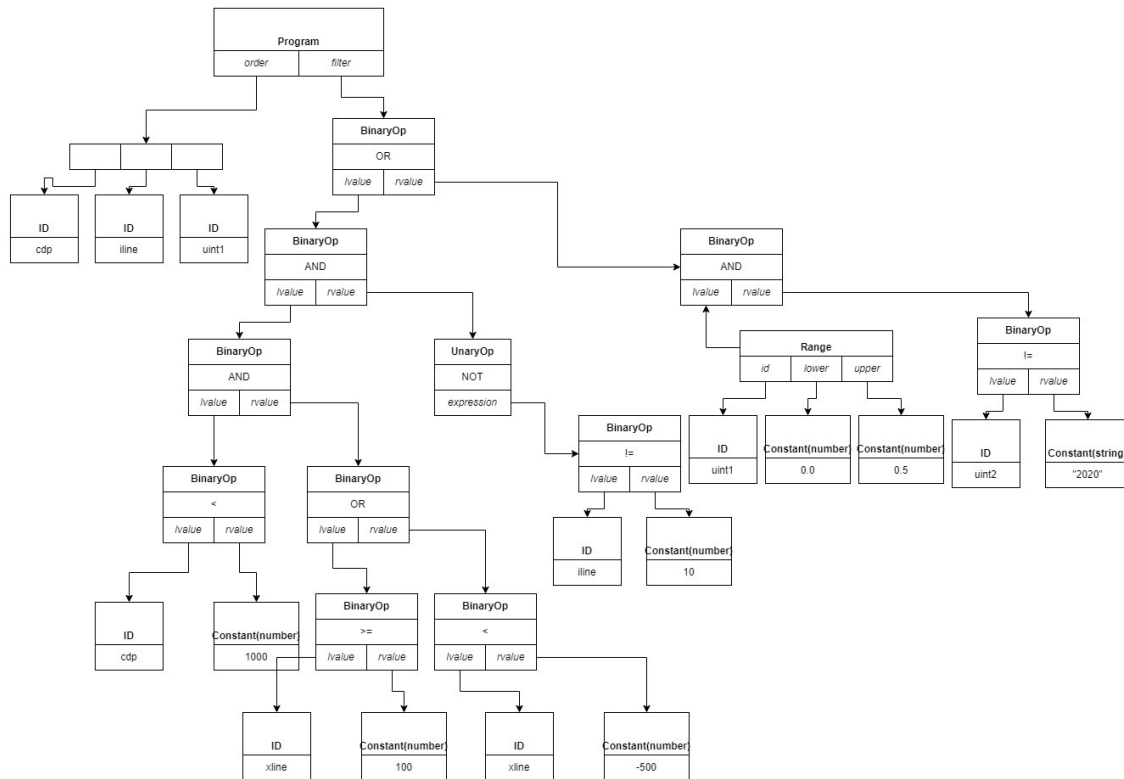 Program
order filter
BinaryOp
OR
lvalue rvalue
ID
cdp
ID
iline
ID
uint1
BinaryOp
AND
lvalue rvalue
BinaryOp
AND
lvalue rvalue
BinaryOp
AND
lvalue rvalue
UnaryOp
NOT
expression
Range
id lower upper
BinaryOp
!=
lvalue rvalue
BinaryOp
!=
lvalue rvalue
ID
uint1
Constant(number)
0.0
Constant(number)
0.5
ID
uint2
Constant(string
"2020"
BinaryOp
<
lvalue rvalue
BinaryOp
OR
lvalue rvalue
ID
iline
Constant(number)
10
ID
cdp
Constant(number)
1000
BinaryOp
>=
lvalue rvalue
BinaryOp
<
lvalue rvalue
ID
xline
Constant(number)
100
ID
xline
Constant(number)
-500